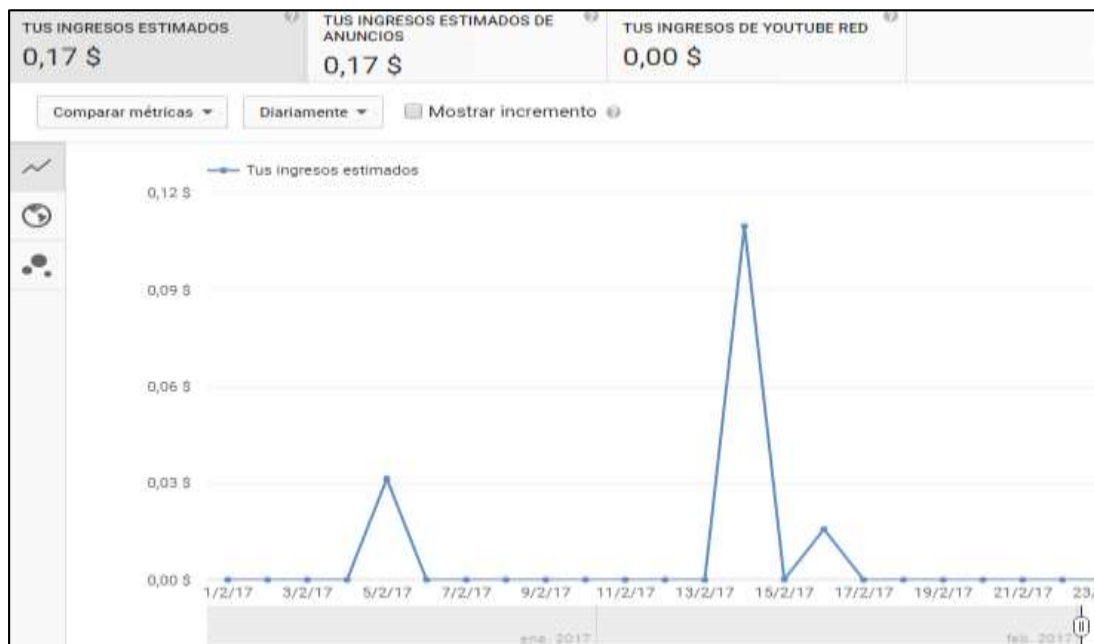 TUS INGRESOS ESTIMADOS
0,17 $
TUS INGRESOS ESTIMADOS DE
ANUNCIOS
0,17 $
TUS INGRESOS DE YOUTUBE RED
0,00 $
Comparar métricas
Diariamente
Mostrar incremento
Tus ingresos estimados
0,12 $
0,09 $
0,06 $
0,03 $
0,00 $
1/2/17 3/2/17 5/2/17 7/2/17 9/2/17 11/2/17 13/2/17 15/2/17 17/2/17 19/2/17 21/2/17 23/
ene. 2017 feb. 2017